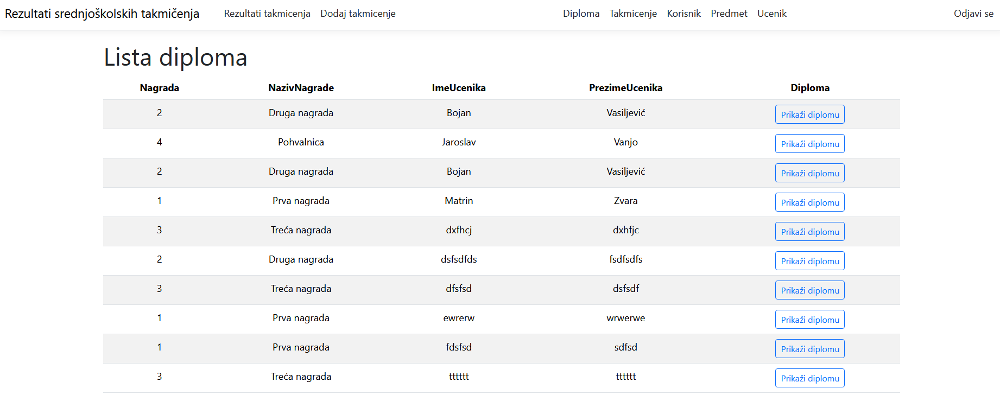 Rezultati srednjoškolskih takmičenja Rezultati takmicenja Dodaj takmicenje Diploma Takmicenje Korisnik Predmet Ucenik Odjavi se
Lista diploma
Nagrada NazivNagrade ImeUcenika PrezimeUcenika Diploma
2 Druga nagrada Bojan Vasiljević Prikaži diplomu
4 Pohvalnica Jaroslav Vanjo Prikaži diplomu
2 Druga nagrada Bojan Vasiljević Prikaži diplomu
1 Prva nagrada Matrin Zvara Prikaži diplomu
3 Treća nagrada dxfhcj dxhfjc Prikaži diplomu
2 Druga nagrada dsfsdfds fsdfsdfs Prikaži diplomu
3 Treća nagrada dfsfsd dsfsdf Prikaži diplomu
1 Prva nagrada ewrerw wrwerwe Prikaži diplomu
1 Prva nagrada fdsfsd sdfsd Prikaži diplomu
3 Treća nagrada tttttt tttttt Prikaži diplomu